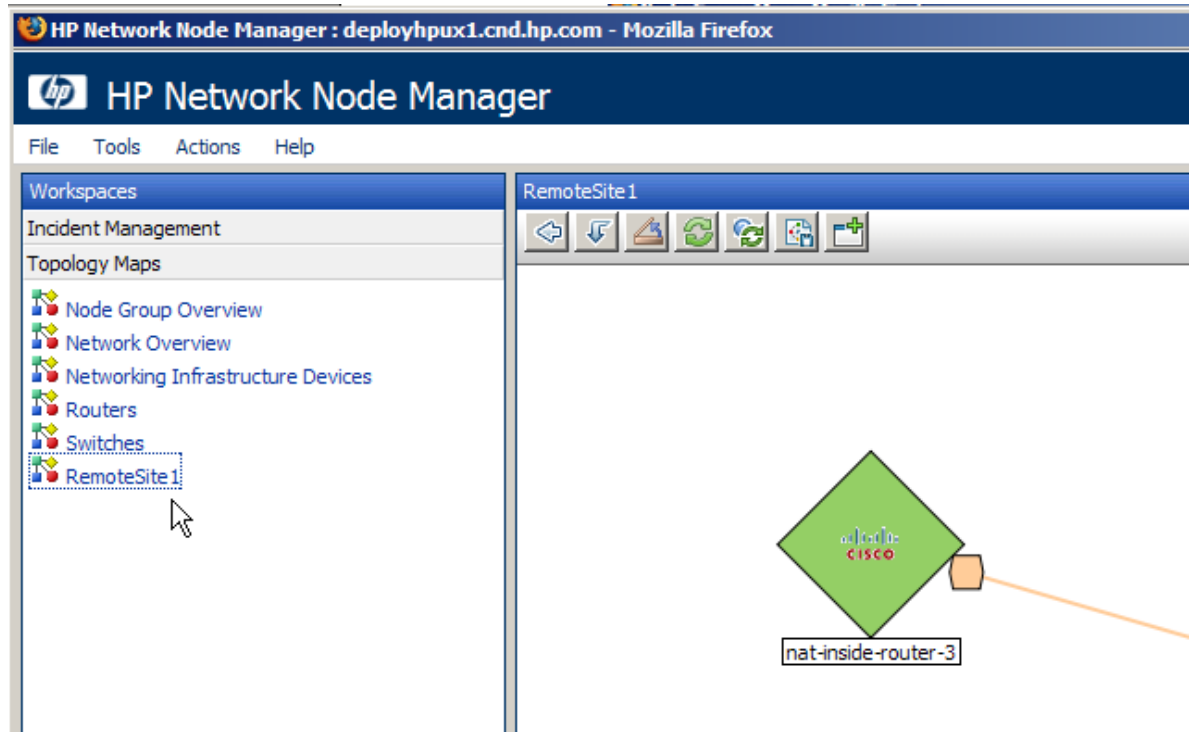 HP Network Node Manager : deployhpux1.cnd.hp.com - Mozilla Firefox
hp HP Network Node Manager
File Tools Actions Help
Workspaces
Incident Management
Topology Maps
Node Group Overview
Network Overview
Networking Infrastructure Devices
Routers
Switches
RemoteSite1
RemoteSite1
CISCO
nat-inside-router-3